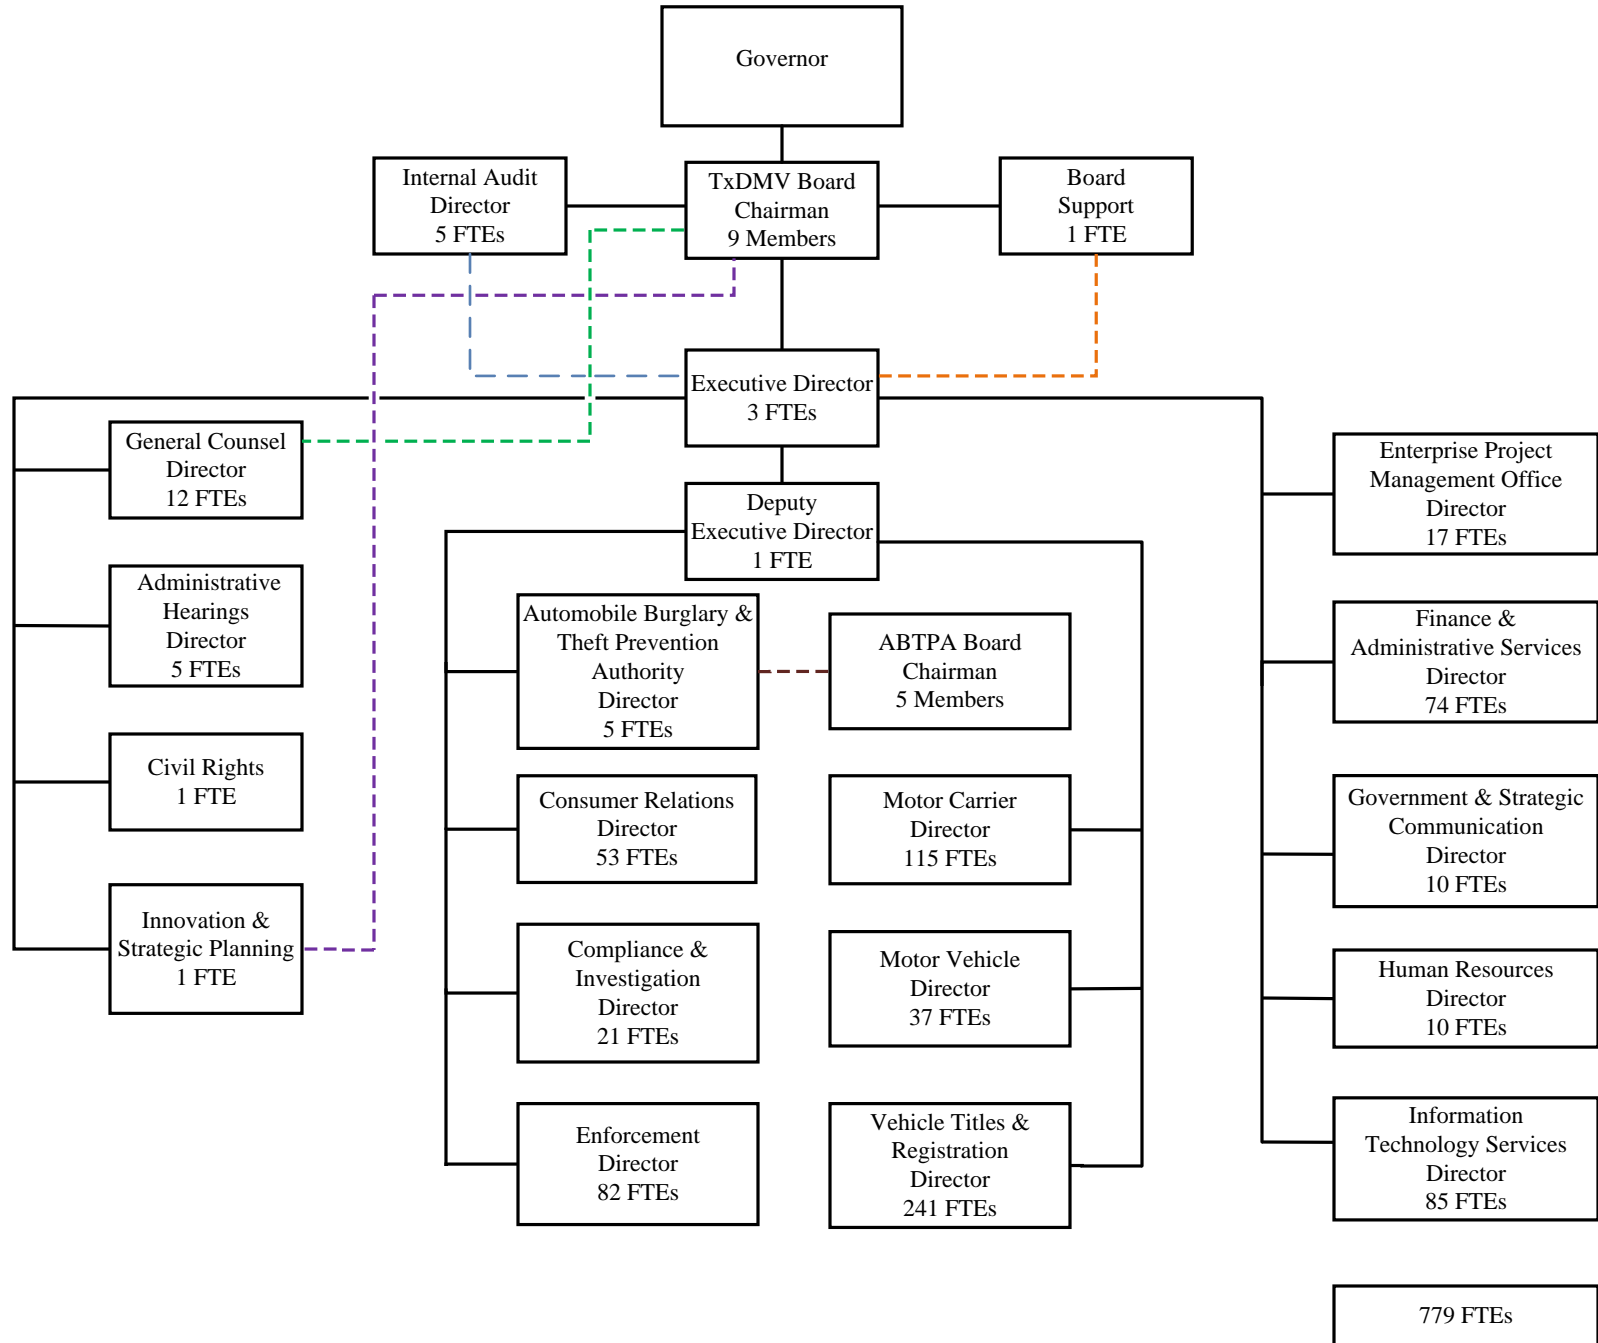 Governor
Internal Audit
Director
5 FTEs
TxDMV Board
Chairman
9 Members
Board
Support
1 FTE
Executive Director
3 FTEs
General Counsel
Director
12 FTEs
Administrative
Hearings
Director
5 FTEs
Civil Rights
1 FTE
Innovation &
Strategic Planning
1 FTE
Deputy
Executive Director
1 FTE
Automobile Burglary &
Theft Prevention
Authority
Director
5 FTEs
ABTPA Board
Chairman
5 Members
Consumer Relations
Director
53 FTEs
Motor Carrier
Director
115 FTEs
Compliance &
Investigation
Director
21 FTEs
Motor Vehicle
Director
37 FTEs
Enforcement
Director
82 FTEs
Vehicle Titles &
Registration
Director
241 FTEs
Enterprise Project
Management Office
Director
17 FTEs
Finance &
Administrative Services
Director
74 FTEs
Government & Strategic
Communication
Director
10 FTEs
Human Resources
Director
10 FTEs
Information
Technology Services
Director
85 FTEs
779 FTEs